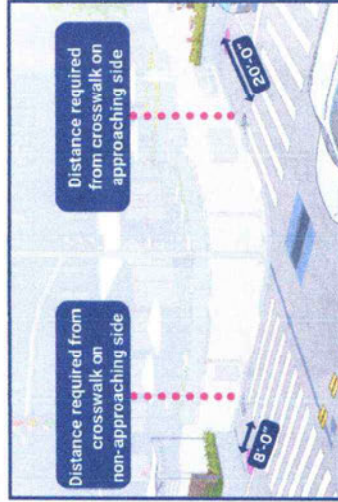 Distance required from
crosswalk on
non-approaching side
8'-0"
Distance required
from crosswalk on
approaching side
20'-0"